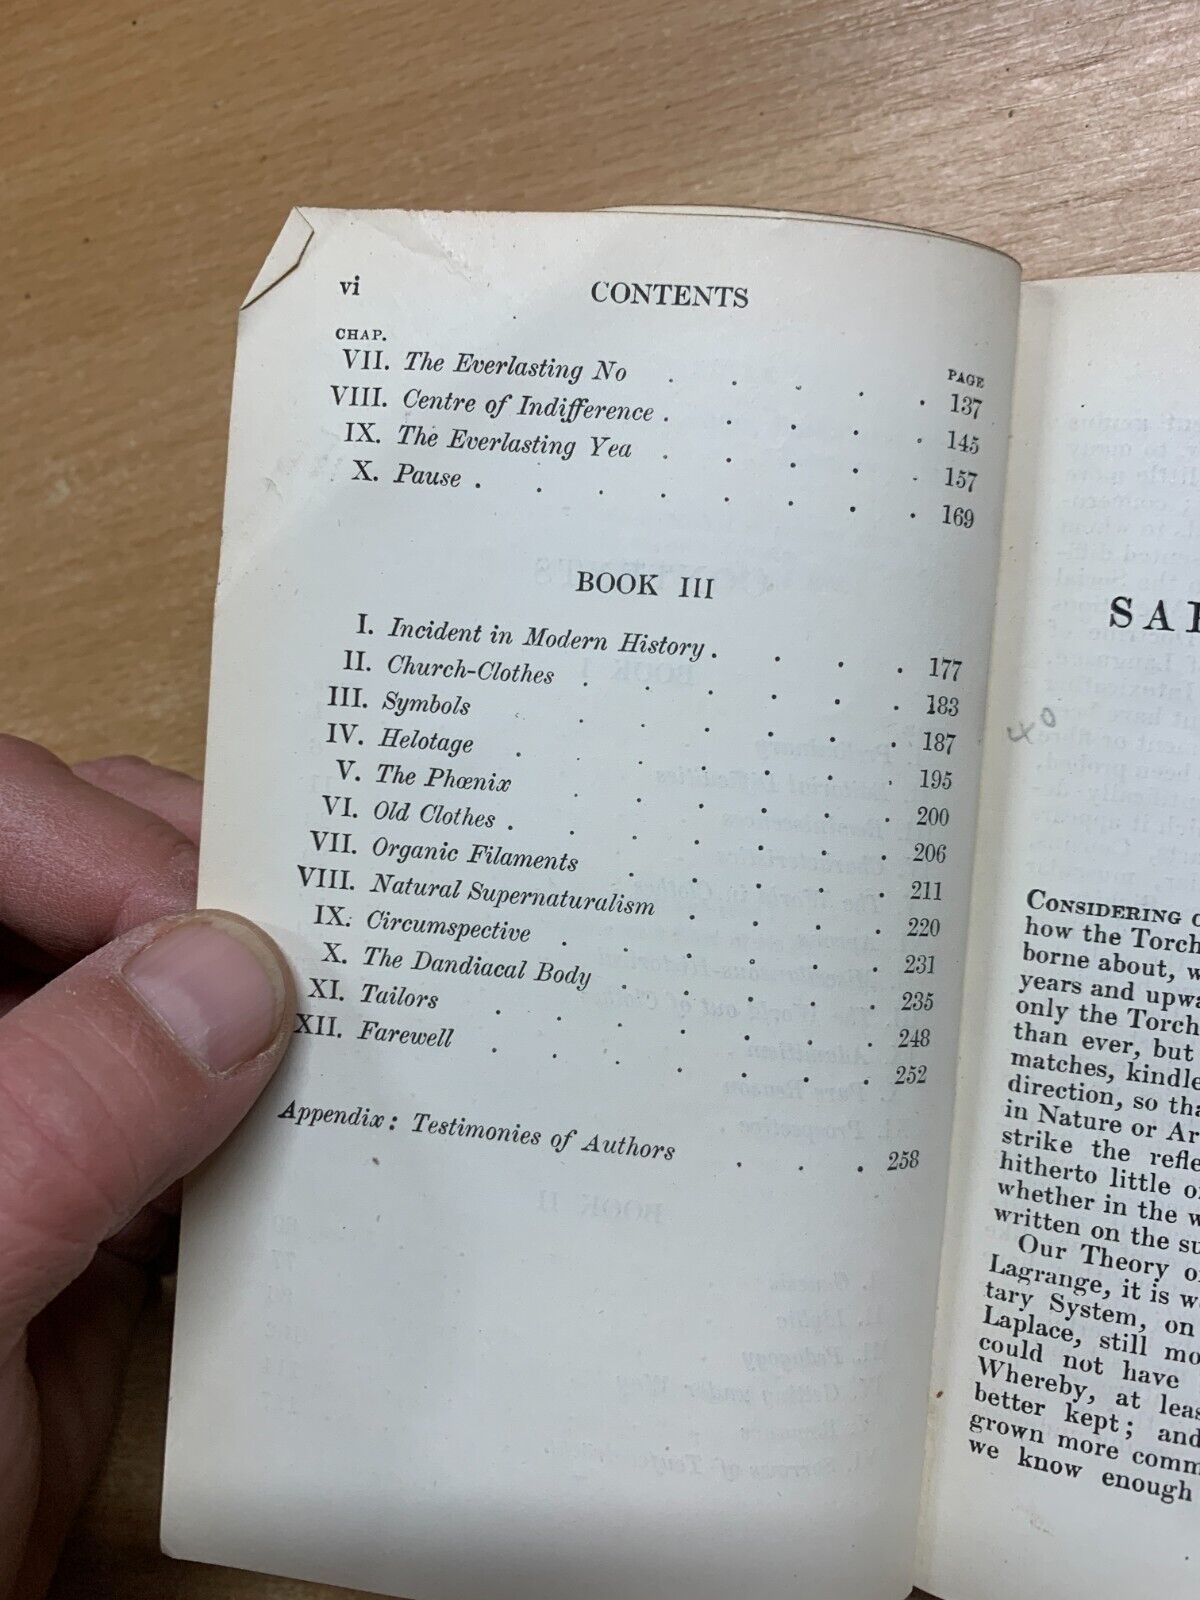 vi CONTENTS
CHAP. PAGE
VII. The Everlasting No . . . . . 137
VIII. Centre of Indifference . . . . . 145
IX. The Everlasting Yea . . . . . 157
X. Pause . . . . . . . . 169
BOOK III
I. Incident in Modern History . . . . 177
II. Church-Clothes . . . . . . 183
III. Symbols . . . . . . 187
IV. Helotage . . . . . . . 195
V. The Phœnix . . . . . . 200
VI. Old Clothes . . . . . . . 206
VII. Organic Filaments . . . . . 211
VIII. Natural Supernaturalism . . . . 220
IX. Circumspective . . . . . . 231
X. The Dandiacal Body . . . . . 235
XI. Tailors . . . . . . . 248
XII. Farewell . . . . . . 252
Appendix: Testimonies of Authors . . . 258
40
SAR
CONSIDERING
how the Torch
borne about, w
years and upwa
only the Torch
than ever, but
matches, kindle
direction, so tha
in Nature or Ar
strike the refle
hitherto little o
whether in the w
written on the su
Our Theory o
Lagrange, it is w
tary System, on
Laplace, still mo
could not have
Whereby, at leas
better kept; and
grown more comm
we know enough